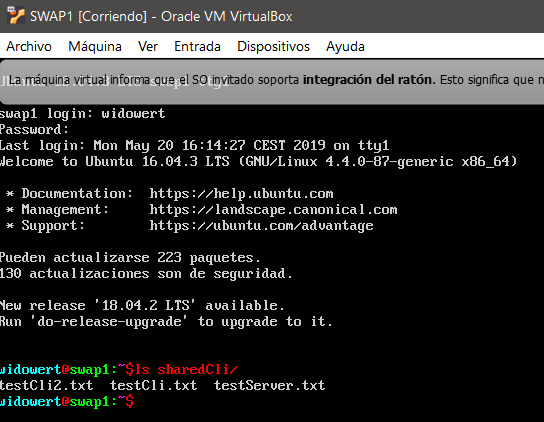 SWAP1 [Corriendo] - Oracle VM VirtualBox
Archivo Máquina Ver Entrada Dispositivos Ayuda
La máquina virtual informa que el SO invitado soporta integración del ratón. Esto significa que n
swap1 login: widowert
Password:
Last login: Mon May 20 16:14:27 CEST 2019 on tty1
Welcome to Ubuntu 16.04.3 LTS (GNU/Linux 4.4.0-87-generic x86_64)
* Documentation: https://help.ubuntu.com
* Management: https://landscape.canonical.com
* Support: https://ubuntu.com/advantage
Pueden actualizarse 223 paquetes.
130 actualizaciones son de seguridad.
New release '18.04.2 LTS' available.
Run 'do-release-upgrade' to upgrade to it.
widowert@swap1:~$ls sharedCli/
testCli2.txt testCli.txt testServer.txt
widowert@swap1:~$